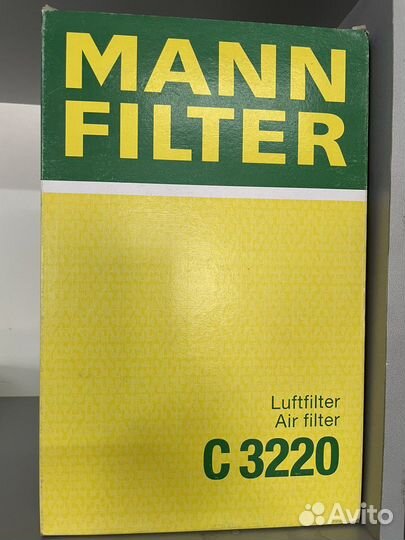 MANN
FILTER
Luftfilter
Air filter
C 3220
Avito